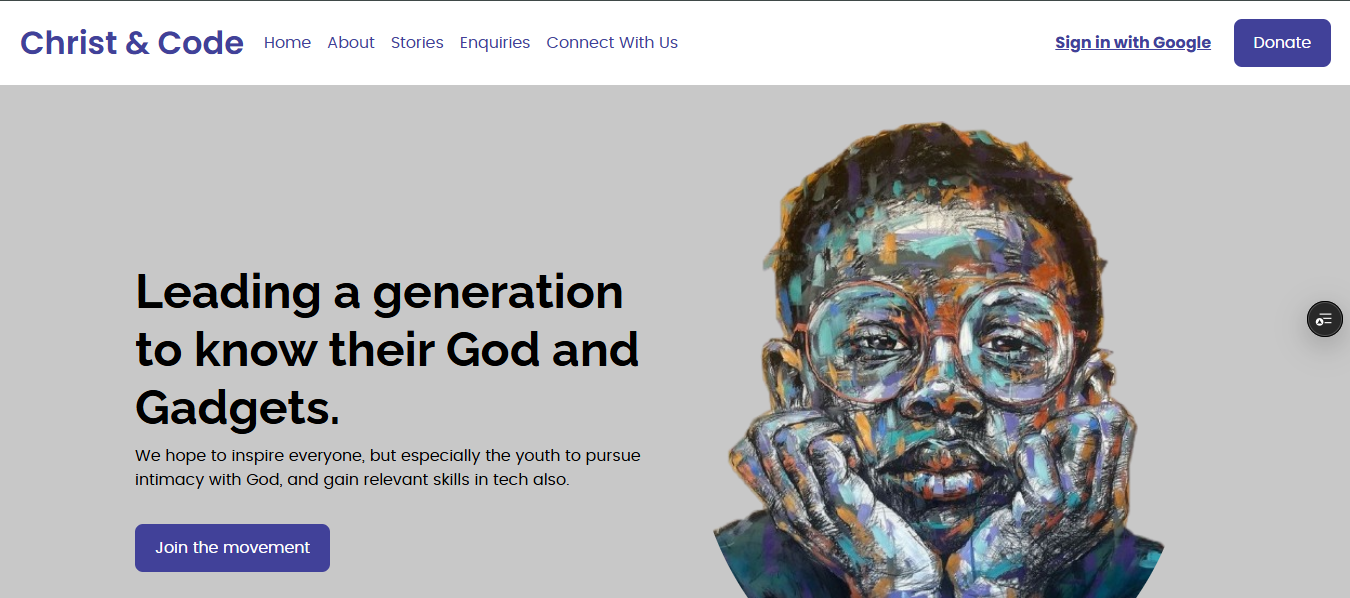 Christ & Code Home About Stories Enquiries Connect With Us Sign in with Google Donate
Leading a generation
to know their God and
Gadgets.
We hope to inspire everyone, but especially the youth to pursue
intimacy with God, and gain relevant skills in tech also.
Join the movement